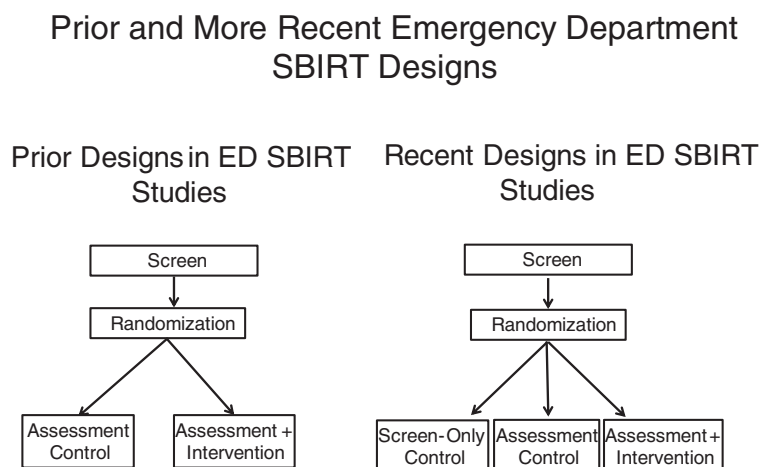 Prior and More Recent Emergency Department
SBIRT Designs
Prior Designs in ED SBIRT
Studies
Recent Designs in ED SBIRT
Studies
Screen
Randomization
Assessment
Control
Assessment +
Intervention
Screen
Randomization
Screen-Only
Control
Assessment
Control
Assessment +
Intervention